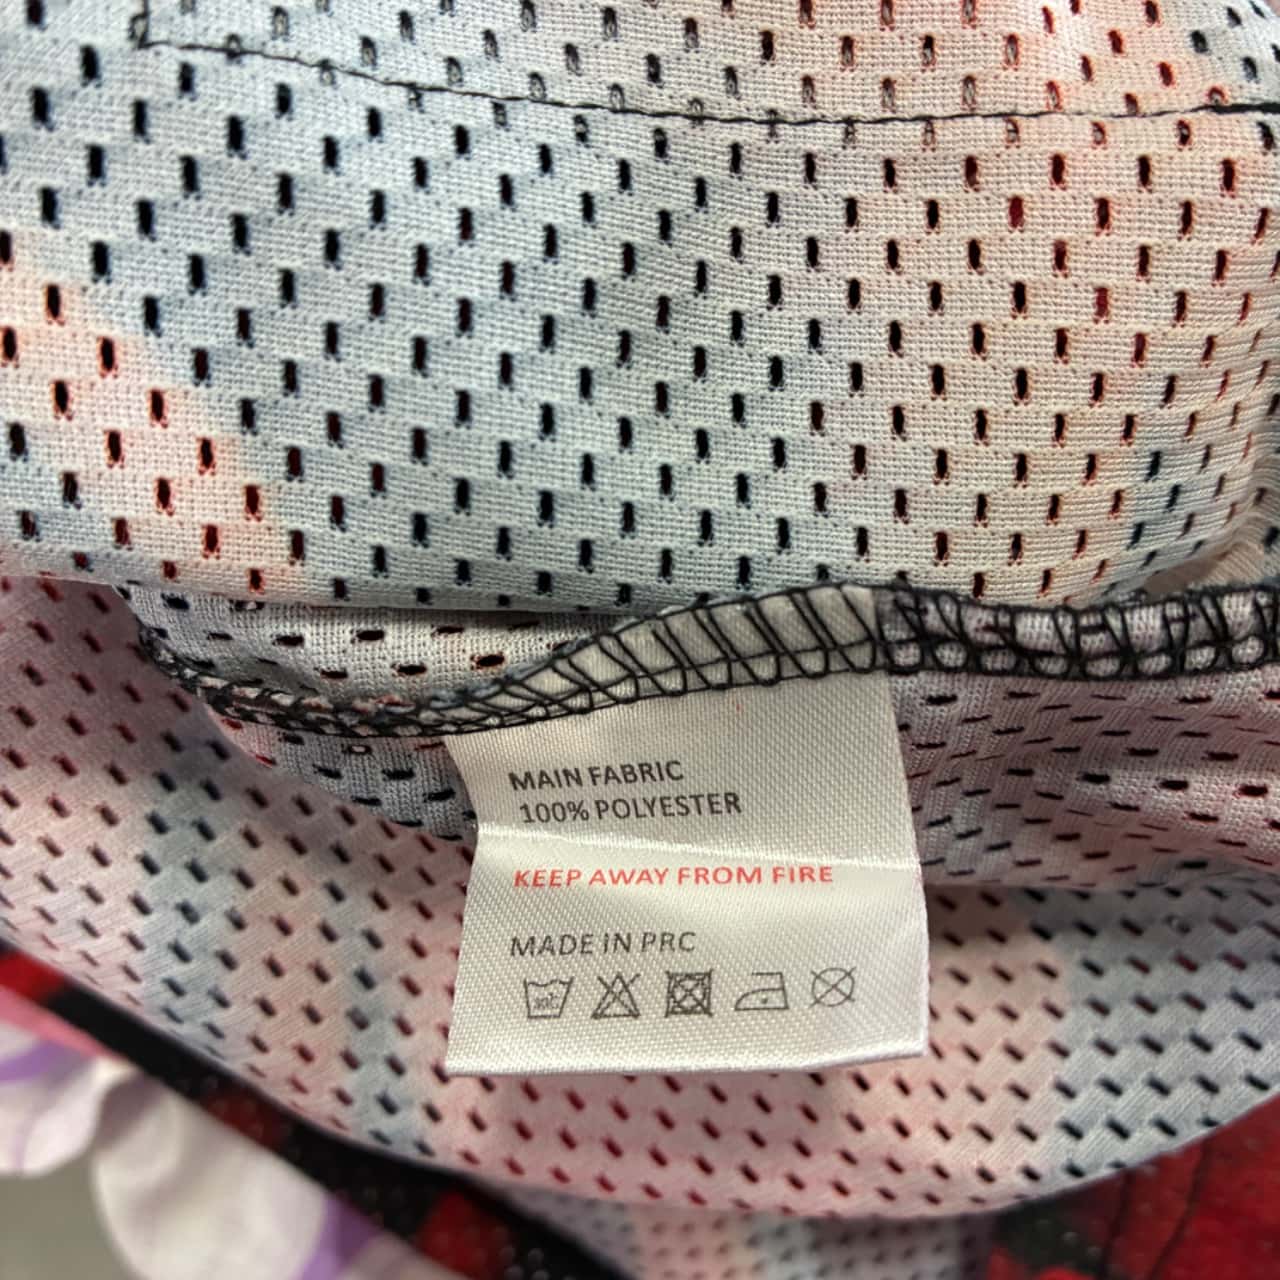 MAIN FABRIC
100% POLYESTER
KEEP AWAY FROM FIRE
MADE IN PRC